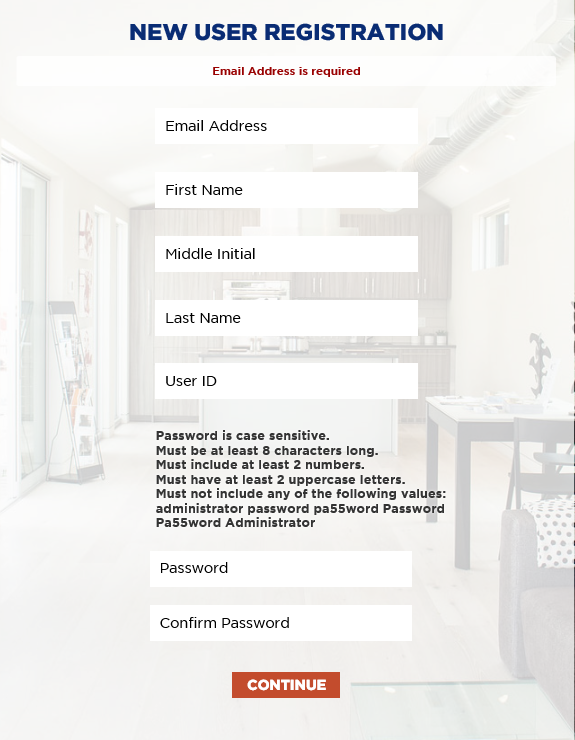 NEW USER REGISTRATION
Email Address is required
Email Address
First Name
Middle Initial
Last Name
User ID
Password is case sensitive.
Must be at least 8 characters long.
Must include at least 2 numbers.
Must have at least 2 uppercase letters.
Must not include any of the following values:
administrator password pa55word Password
Pa55word Administrator
Password
Confirm Password
CONTINUE